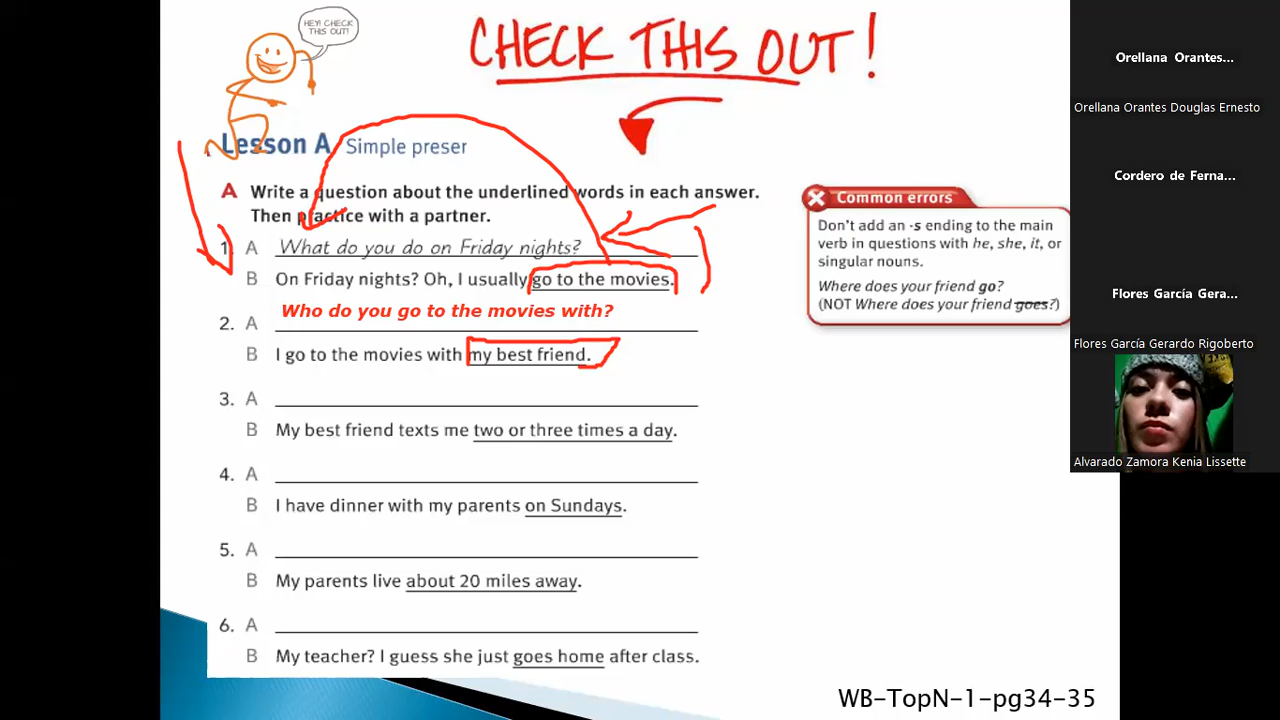 HEY! CHECK
THIS OUT!
CHECK THIS OUT!
Lesson A Simple preser
A Write a question about the underlined words in each answer.
Then practice with a partner.
1. A What do you do on Friday nights?
B On Friday nights? Oh, I usually go to the movies.
Who do you go to the movies with?
2. A
B I go to the movies with my best friend.
3. A
B My best friend texts me two or three times a day.
4. A
B I have dinner with my parents on Sundays.
5. A
B My parents live about 20 miles away.
6. A
B My teacher? I guess she just goes home after class.
Common errors
Don't add an -s ending to the main
verb in questions with he, she, it, or
singular nouns.
Where does your friend go?
(NOT Where does your friend goes?)
WB-TopN-1-pg34-35
Orellana Orantes...
Orellana Orantes Douglas Ernesto
Cordero de Ferna...
Flores García Gera...
Flores García Gerardo Rigoberto
Alvarado Zamora Kenia Lissette